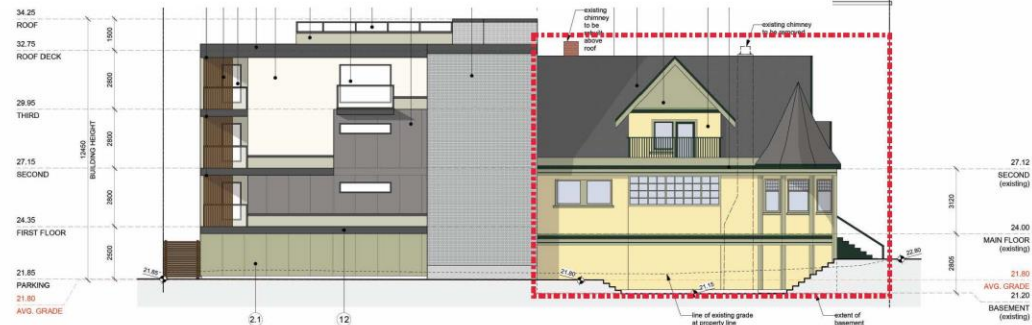 34.25
ROOF
32.75
ROOF DECK
29.95
THIRD
27.15
SECOND
24.35
FIRST FLOOR
21.85
PARKING
21.80
AVG. GRADE
12450
BUILDING HEIGHT
1500
2800
2800
2800
2500
21.85
2.1
12
existing
chimney
to be
rebuilt
above
roof
existing chimney
to be removed
21.80
21.15
22.80
line of existing grade
at property line
extent of
basement
3120
2805
27.12
SECOND
(existing)
24.00
MAIN FLOOR
(existing)
21.80
AVG. GRADE
21.20
BASEMENT
(existing)